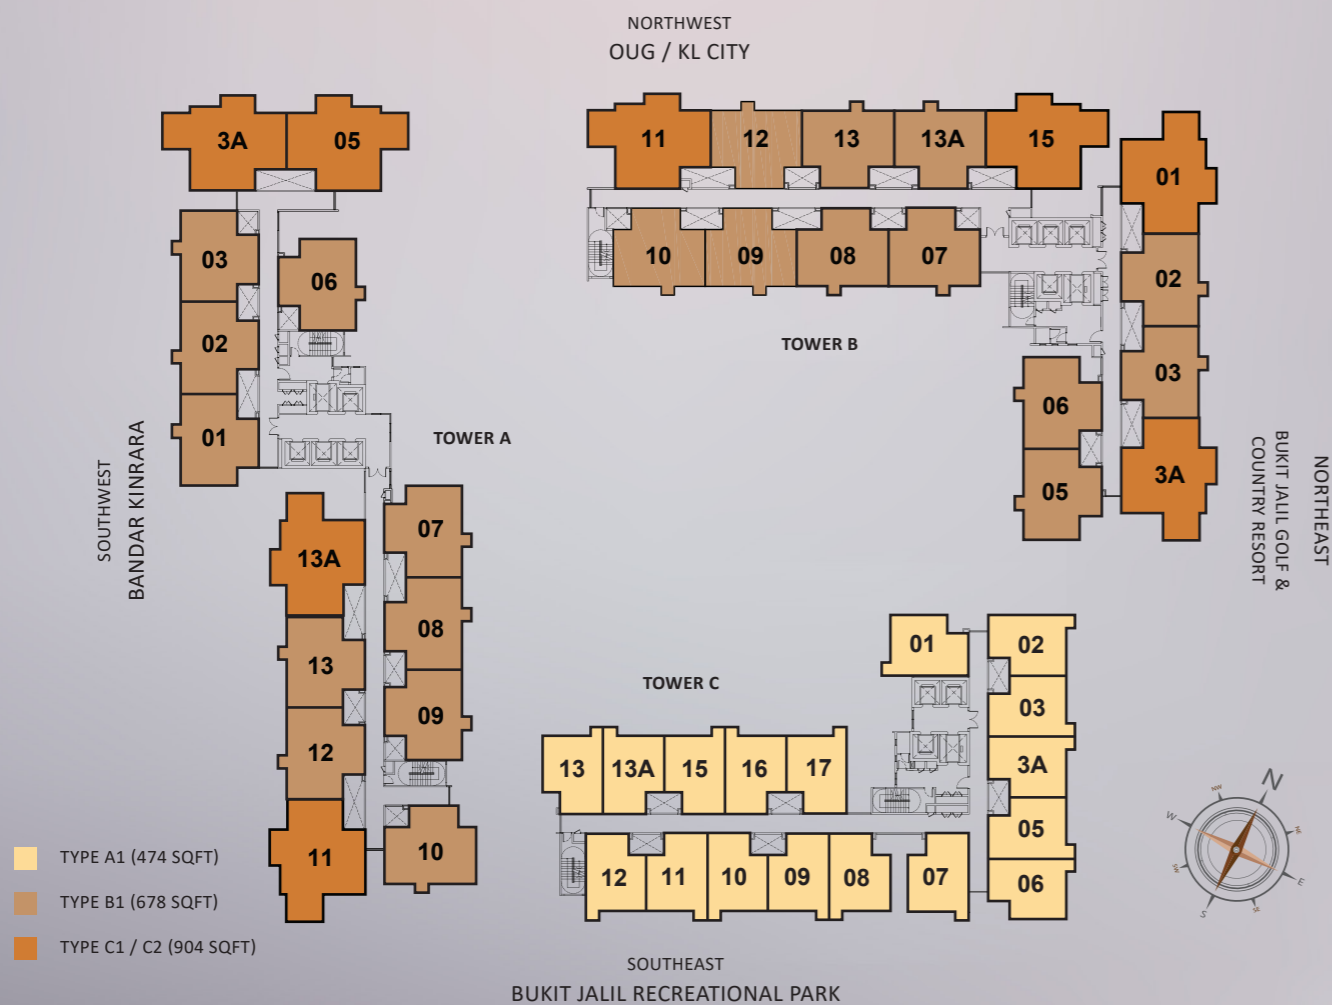 NORTHWEST
OUG / KL CITY
3A
05
11
12
13
13A
15
01
03
06
10
09
08
07
02
02
TOWER B
03
01
06
TOWER A
SOUTHWEST
BANDAR KINRARA
05
3A
NORTHEAST
BUKIT JALIL GOLF &
COUNTRY RESORT
07
13A
08
13
09
12
11
10
TOWER C
01
02
03
3A
05
06
13
13A
15
16
17
12
11
10
09
08
07
N
NW
NE
W
E
SW
SE
S
TYPE A1 (474 SQFT)
TYPE B1 (678 SQFT)
TYPE C1 / C2 (904 SQFT)
SOUTHEAST
BUKIT JALIL RECREATIONAL PARK